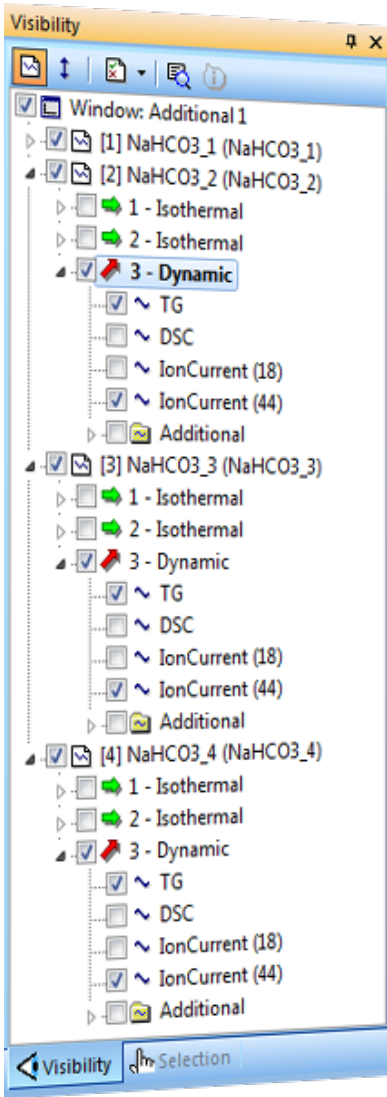 Visibility
Window: Additional 1
[1] NaHCO3_1 (NaHCO3_1)
[2] NaHCO3_2 (NaHCO3_2)
1 - Isothermal
2 - Isothermal
3 - Dynamic
TG
DSC
IonCurrent (18)
IonCurrent (44)
Additional
[3] NaHCO3_3 (NaHCO3_3)
1 - Isothermal
2 - Isothermal
3 - Dynamic
TG
DSC
IonCurrent (18)
IonCurrent (44)
Additional
[4] NaHCO3_4 (NaHCO3_4)
1 - Isothermal
2 - Isothermal
3 - Dynamic
TG
DSC
IonCurrent (18)
IonCurrent (44)
Additional
Visibility Selection